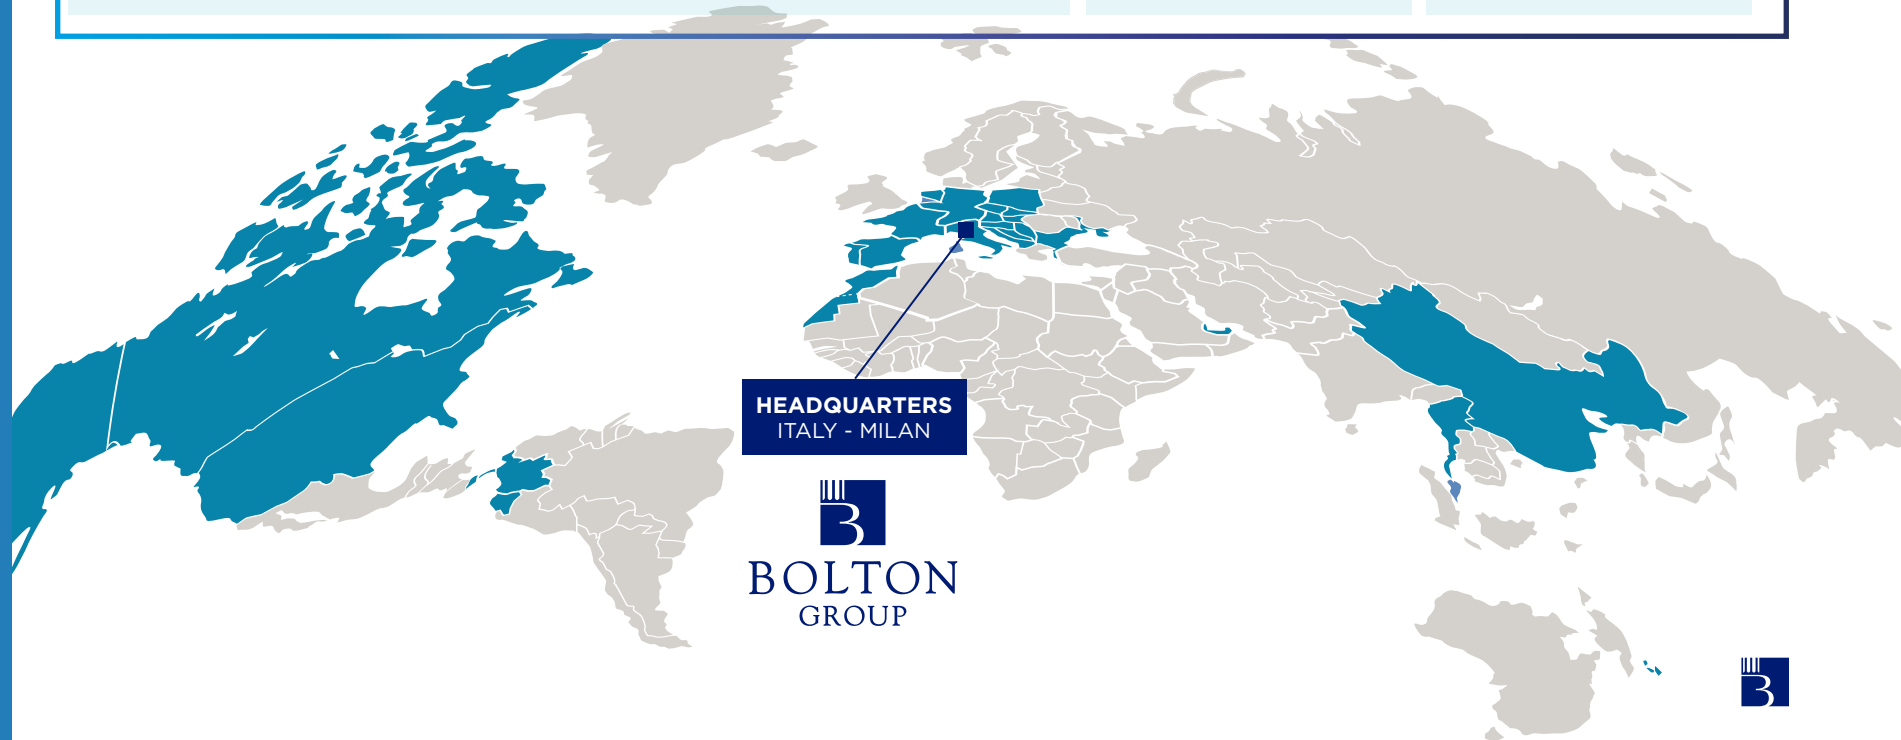 HEADQUARTERS
ITALY - MILAN
B
BOLTON
GROUP
B